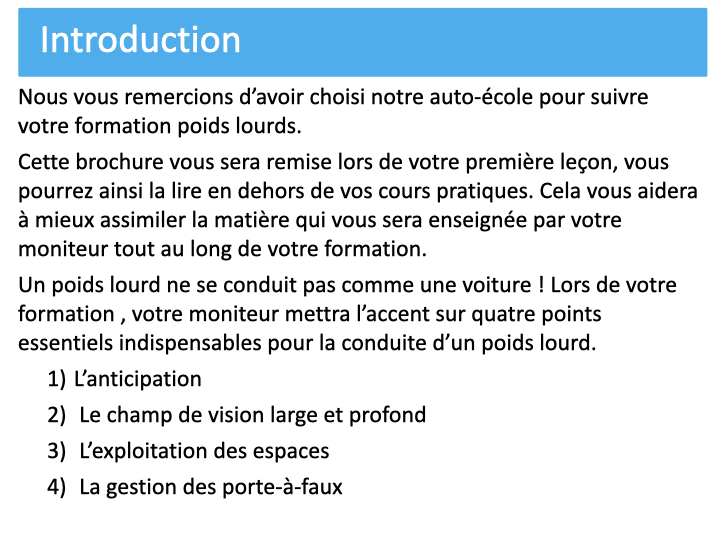 Introduction
Nous vous remercions d’avoir choisi notre auto-école pour suivre
votre formation poids lourds.
Cette brochure vous sera remise lors de votre première leçon, vous
pourrez ainsi la lire en dehors de vos cours pratiques. Cela vous aidera
à mieux assimiler la matière qui vous sera enseignée par votre
moniteur tout au long de votre formation.
Un poids lourd ne se conduit pas comme une voiture ! Lors de votre
formation , votre moniteur mettra l’accent sur quatre points
essentiels indispensables pour la conduite d’un poids lourd.
1) L’anticipation
2) Le champ de vision large et profond
3) L’exploitation des espaces
4) La gestion des porte-à-faux